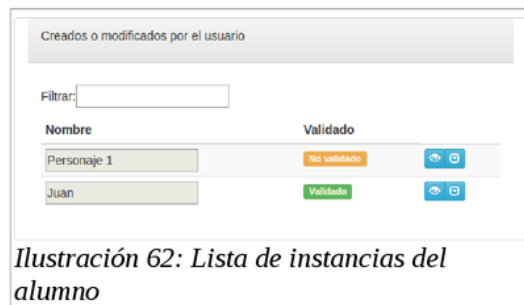 Creados o modificados por el usuario
Filtrar:
Nombre Validado
Personaje 1 No validado
Juan Validado
Ilustración 62: Lista de instancias del
alumno